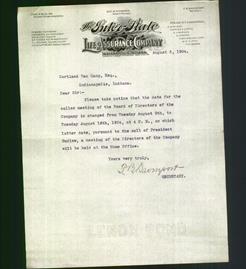 The Inter-State
Life Assurance Company
August 5, 1904.
Cortland Van Camp, Esq.,
Indianapolis, Indiana.
Dear Sir:-
Please take notice that the date for the
called meeting of the Board of Directors of the
Company is changed from Tuesday August 9th, to
Tuesday August 16th, 1904, at 4 P. M., on which
latter date, pursuant to the call of President
a meeting of the Directors of the Company
will be held at the Home Office.
Yours very truly,
SECRETARY.